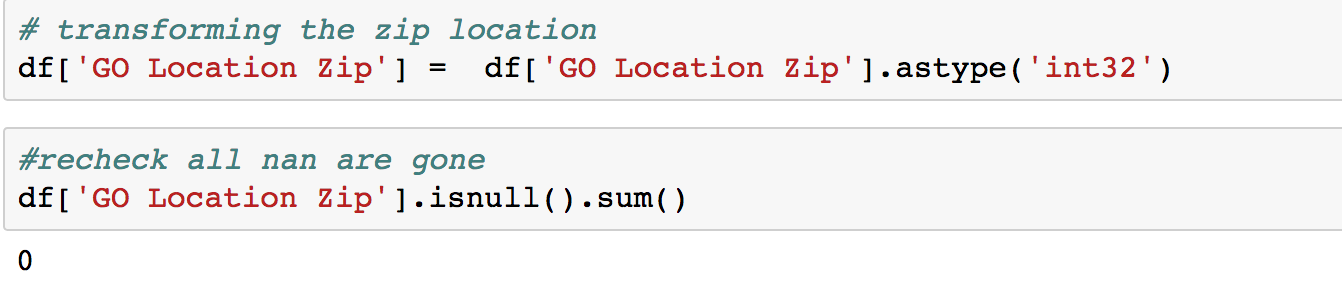 # transforming the zip location
df['GO Location Zip'] =  df['GO Location Zip'].astype('int32')
#recheck all nan are gone
df['GO Location Zip'].isnull().sum()
0